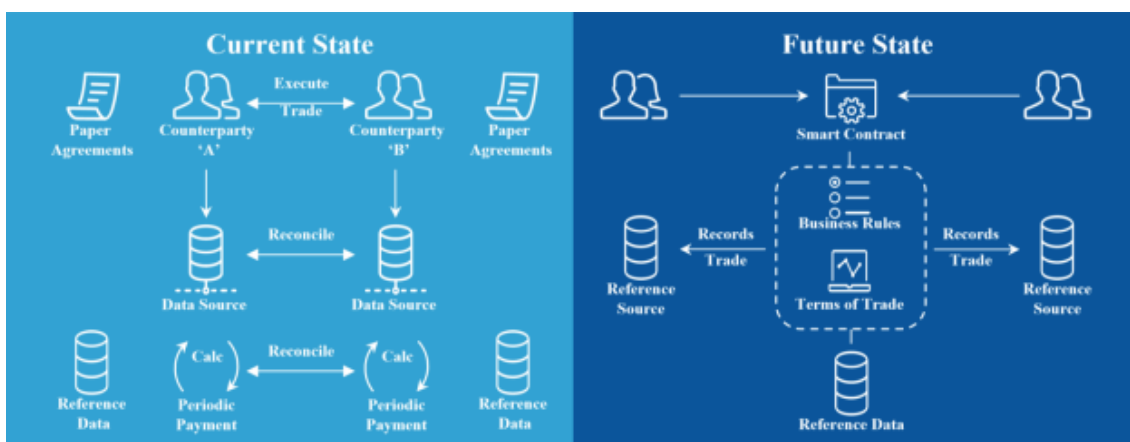 Current State
Paper
Agreements
Counterparty
‘A’
Execute
Trade
Counterparty
‘B’
Paper
Agreements
Reconcile
Data Source
Data Source
Reference
Data
Calc
Periodic
Payment
Reconcile
Calc
Periodic
Payment
Reference
Data
Future State
Smart Contract
Business Rules
Terms of Trade
Records
Trade
Records
Trade
Reference
Source
Reference
Source
Reference Data